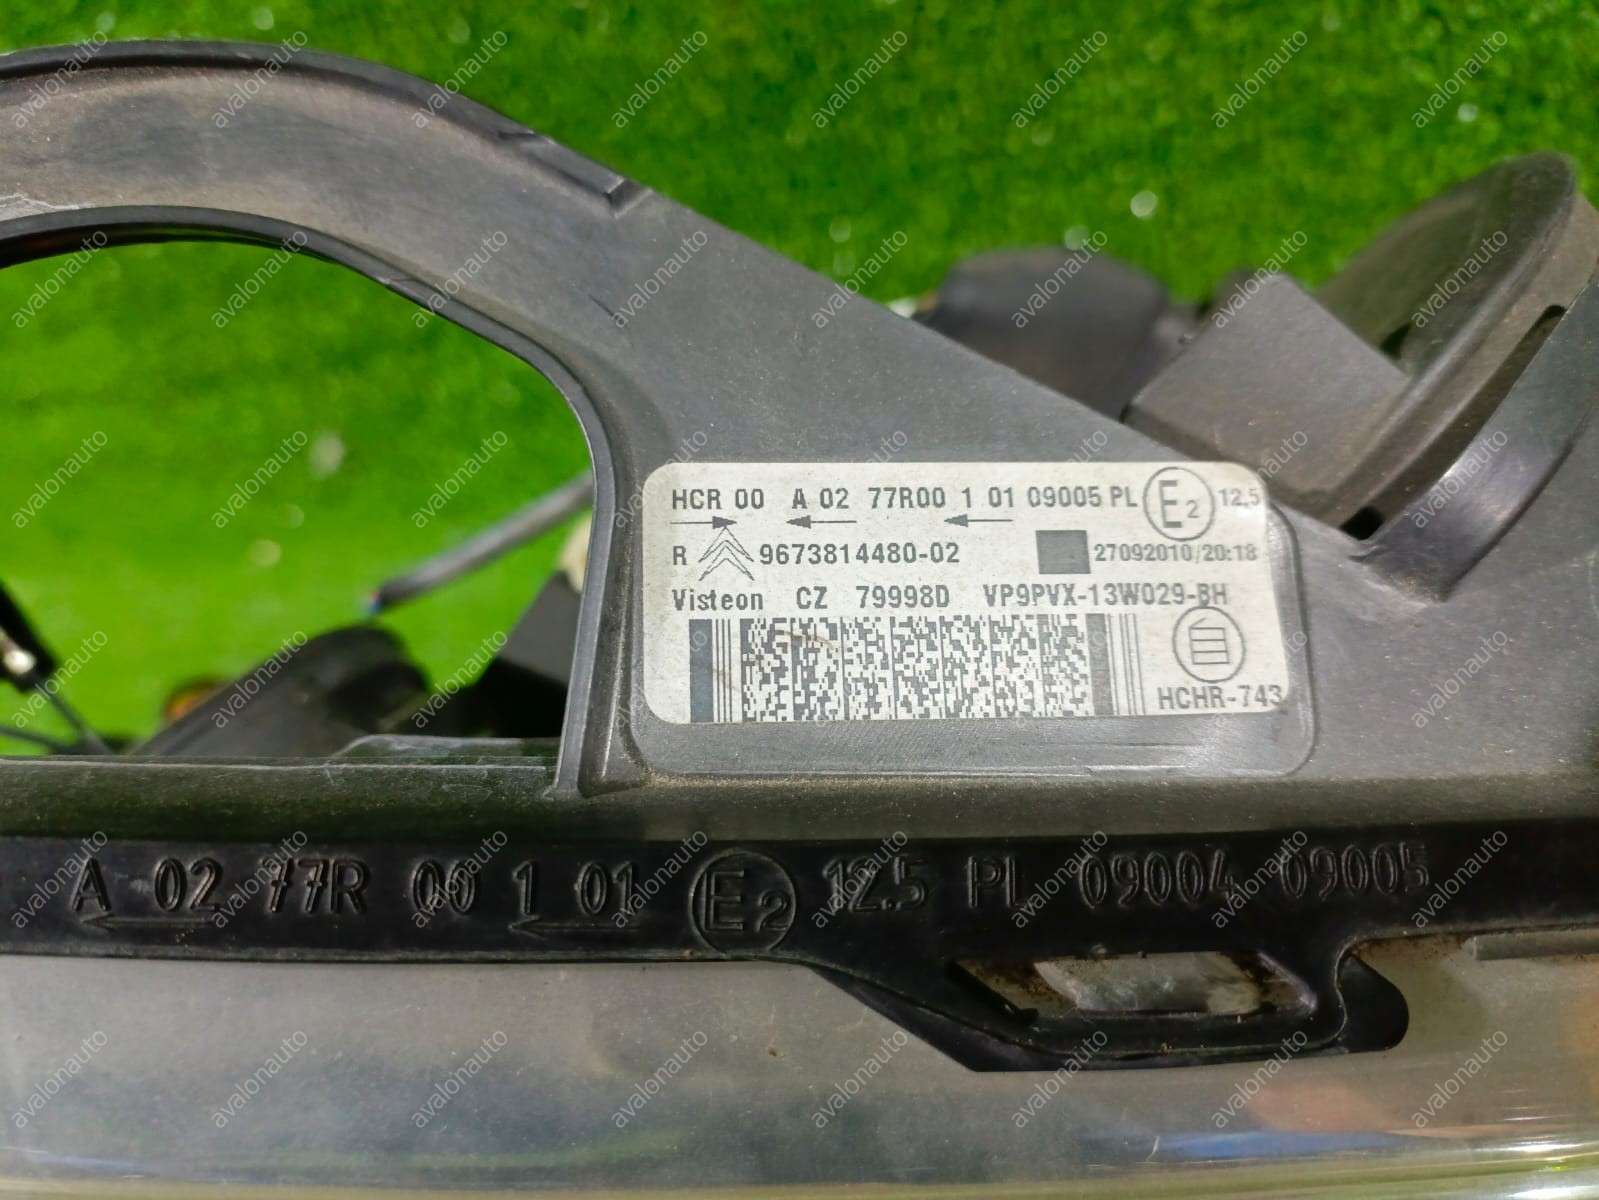 HCR 00 A 02 77R00 1 01 09005 PL E2 12.5
R 9673814480-02 27092010/20:18
Visteon CZ 79998D VP9PVX-13W029-BH
HCHR-743
A 02 77R 00 1 01 E2 12.5 PL 09004 09005
avalonauto